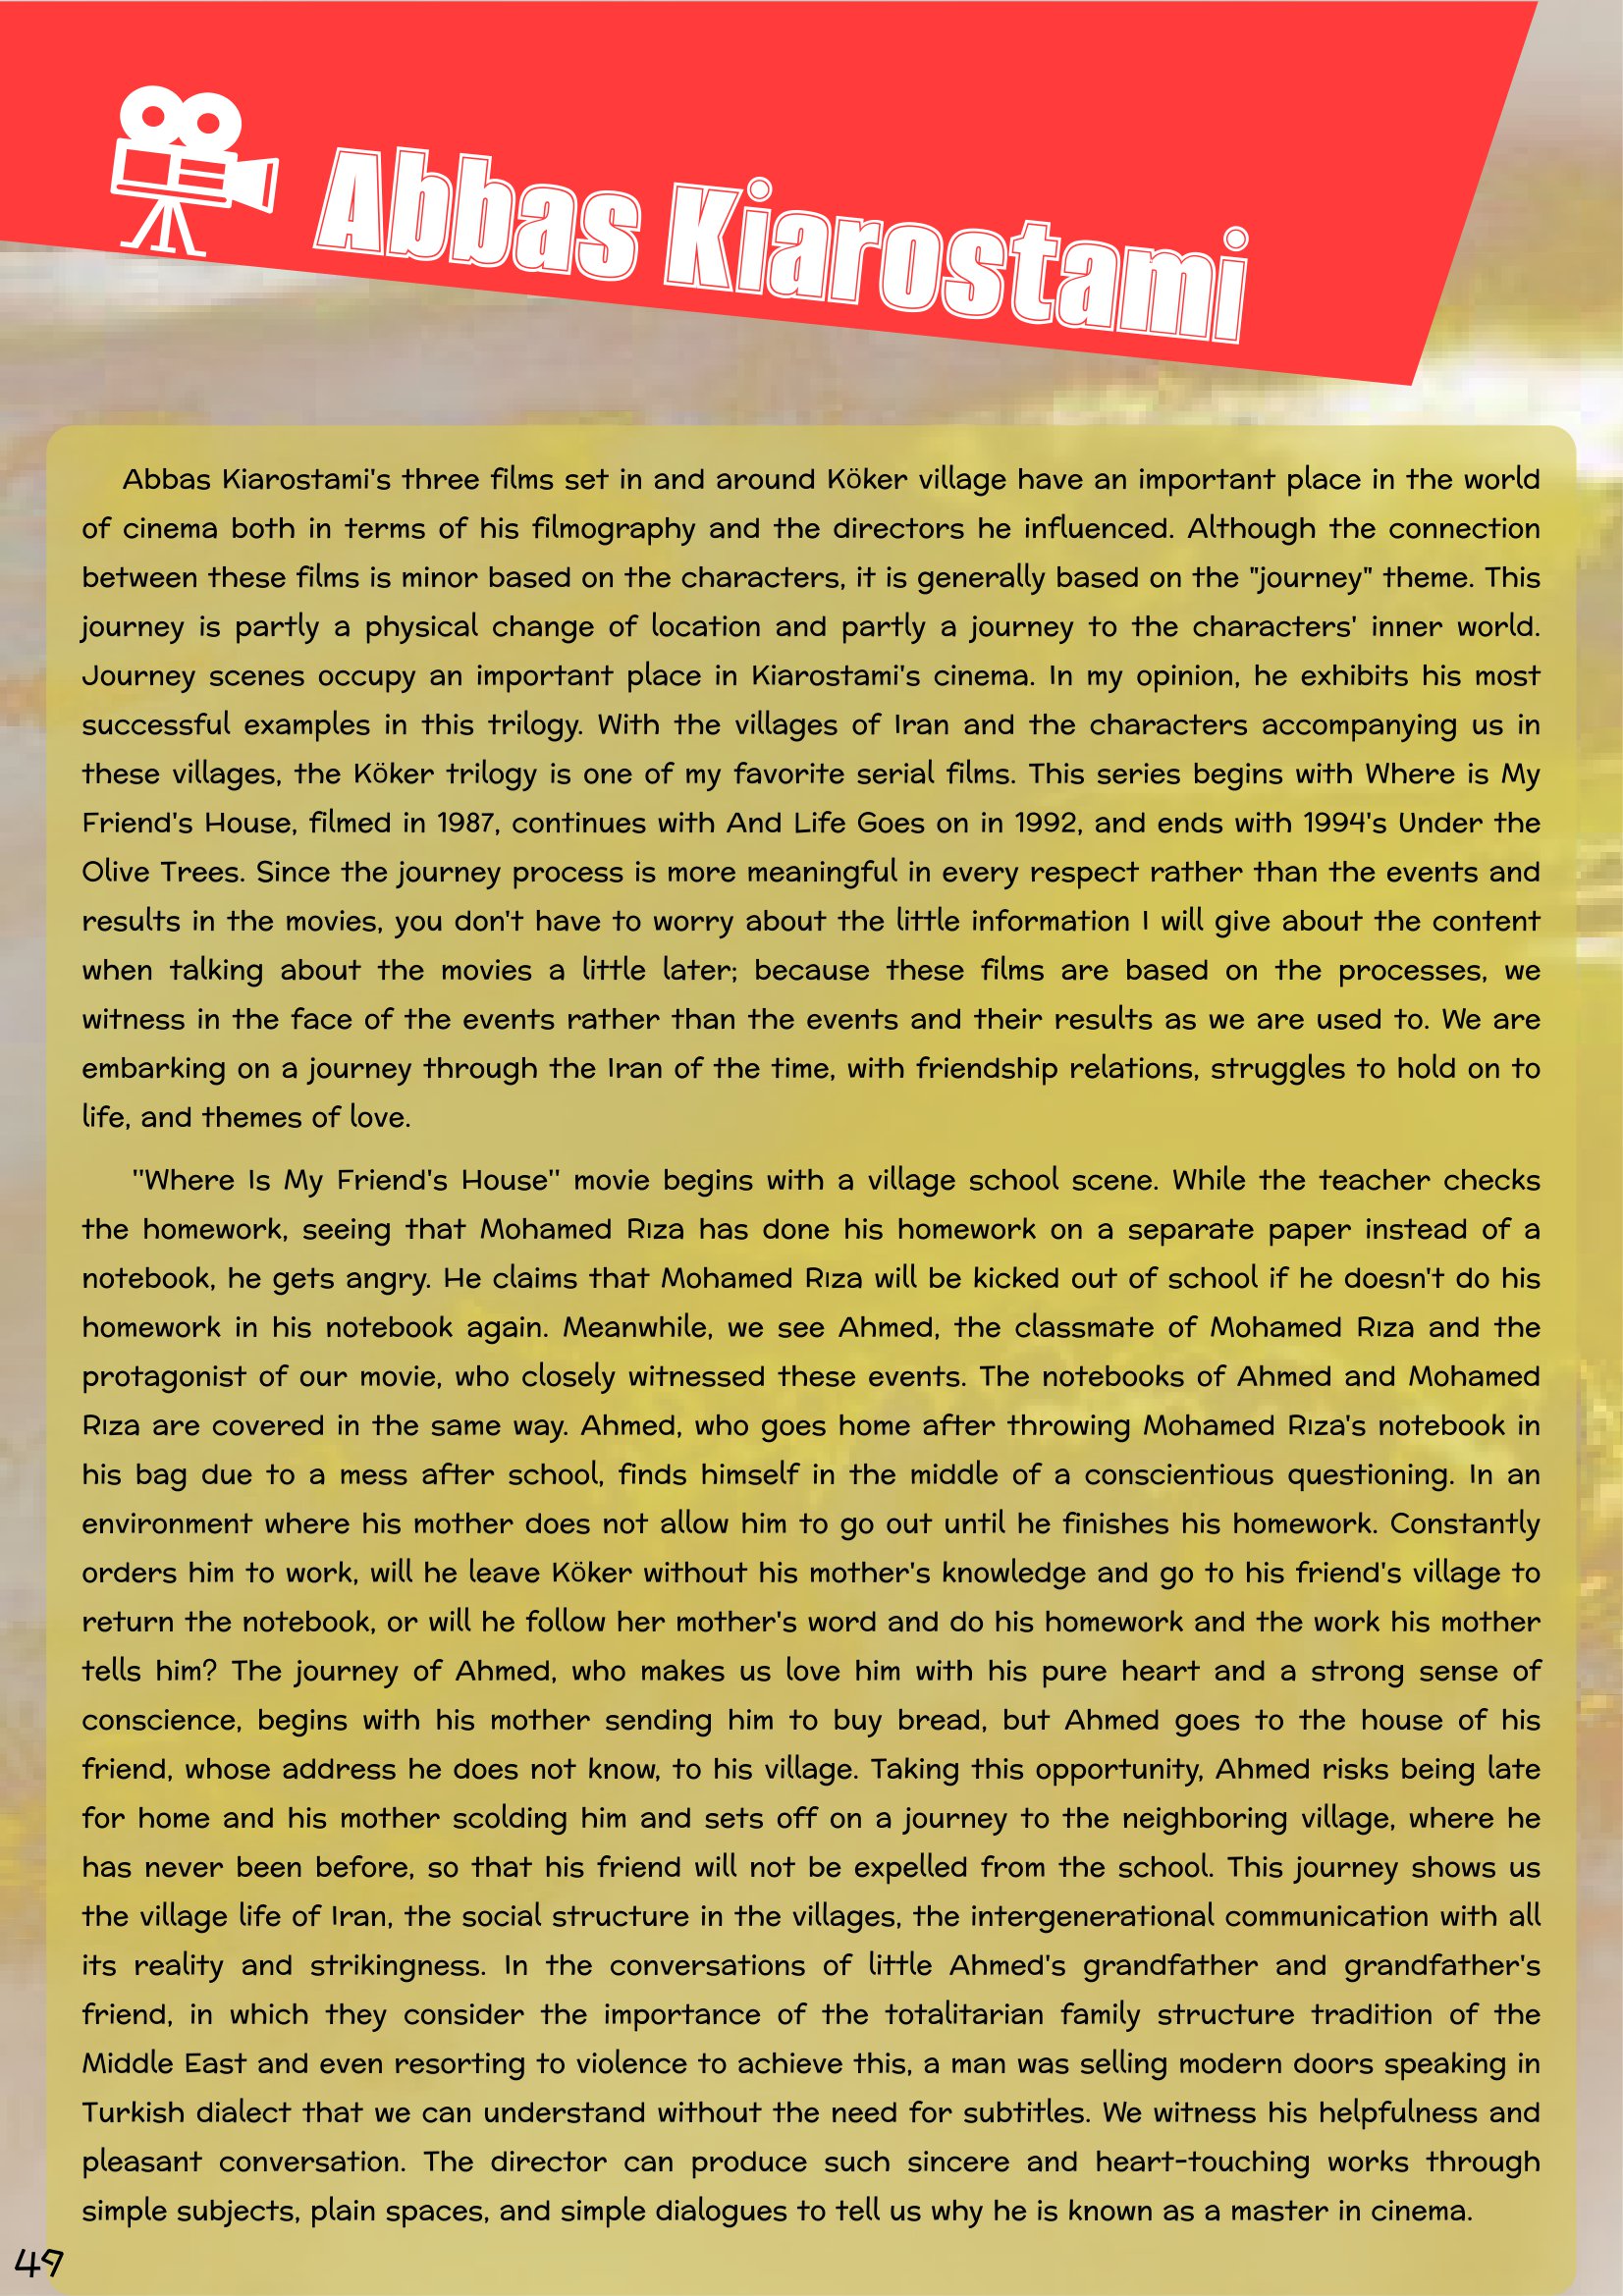 Abbas Kiarostami
Abbas Kiarostami's three films set in and around Köker village have an important place in the world
of cinema both in terms of his filmography and the directors he influenced. Although the connection
between these films is minor based on the characters, it is generally based on the "journey" theme. This
journey is partly a physical change of location and partly a journey to the characters' inner world.
Journey scenes occupy an important place in Kiarostami's cinema. In my opinion, he exhibits his most
successful examples in this trilogy. With the villages of Iran and the characters accompanying us in
these villages, the Köker trilogy is one of my favorite serial films. This series begins with Where is My
Friend's House, filmed in 1987, continues with And Life Goes on in 1992, and ends with 1994's Under the
Olive Trees. Since the journey process is more meaningful in every respect rather than the events and
results in the movies, you don't have to worry about the little information I will give about the content
when talking about the movies a little later; because these films are based on the processes, we
witness in the face of the events rather than the events and their results as we are used to. We are
embarking on a journey through the Iran of the time, with friendship relations, struggles to hold on to
life, and themes of love.
"Where Is My Friend's House" movie begins with a village school scene. While the teacher checks
the homework, seeing that Mohamed Rıza has done his homework on a separate paper instead of a
notebook, he gets angry. He claims that Mohamed Rıza will be kicked out of school if he doesn't do his
homework in his notebook again. Meanwhile, we see Ahmed, the classmate of Mohamed Rıza and the
protagonist of our movie, who closely witnessed these events. The notebooks of Ahmed and Mohamed
Rıza are covered in the same way. Ahmed, who goes home after throwing Mohamed Rıza's notebook in
his bag due to a mess after school, finds himself in the middle of a conscientious questioning. In an
environment where his mother does not allow him to go out until he finishes his homework. Constantly
orders him to work, will he leave Köker without his mother's knowledge and go to his friend's village to
return the notebook, or will he follow her mother's word and do his homework and the work his mother
tells him? The journey of Ahmed, who makes us love him with his pure heart and a strong sense of
conscience, begins with his mother sending him to buy bread, but Ahmed goes to the house of his
friend, whose address he does not know, to his village. Taking this opportunity, Ahmed risks being late
for home and his mother scolding him and sets off on a journey to the neighboring village, where he
has never been before, so that his friend will not be expelled from the school. This journey shows us
the village life of Iran, the social structure in the villages, the intergenerational communication with all
its reality and strikingness. In the conversations of little Ahmed's grandfather and grandfather's
friend, in which they consider the importance of the totalitarian family structure tradition of the
Middle East and even resorting to violence to achieve this, a man was selling modern doors speaking in
Turkish dialect that we can understand without the need for subtitles. We witness his helpfulness and
pleasant conversation. The director can produce such sincere and heart-touching works through
simple subjects, plain spaces, and simple dialogues to tell us why he is known as a master in cinema.
49